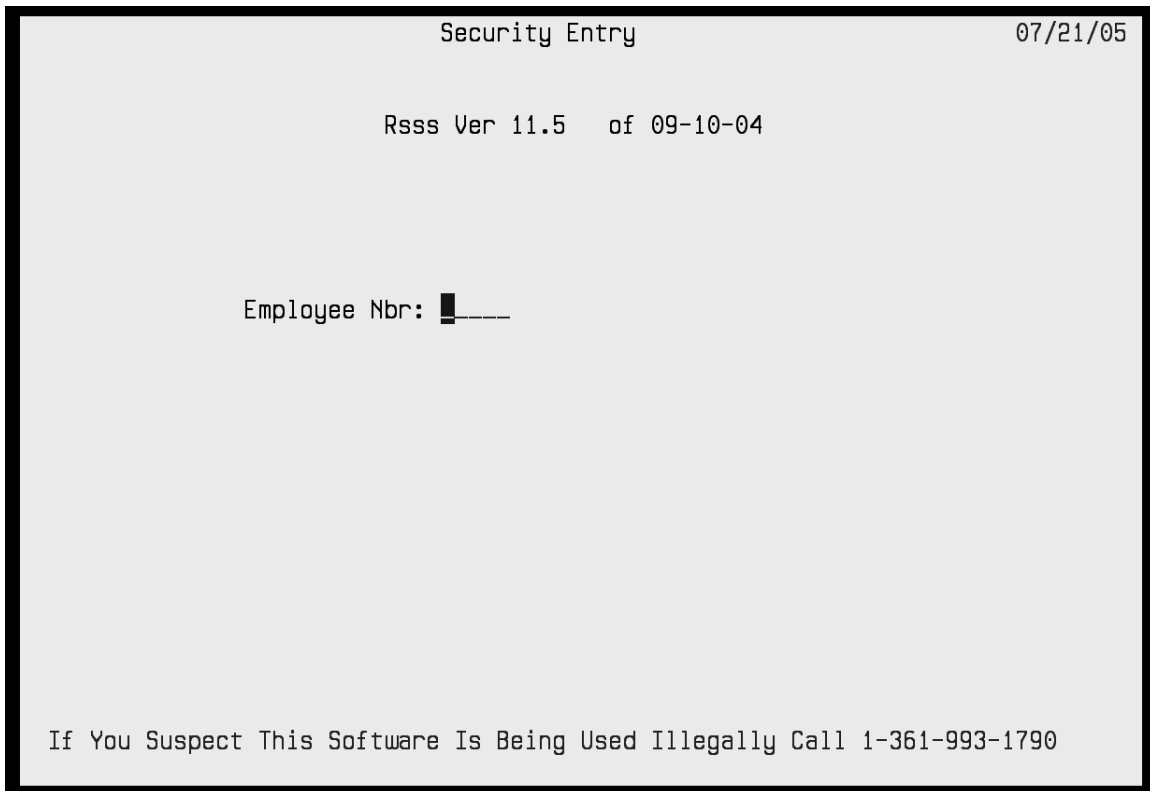 Security Entry 07/21/05
Rsss Ver 11.5 of 09-10-04
Employee Nbr: _____
If You Suspect This Software Is Being Used Illegally Call 1-361-993-1790